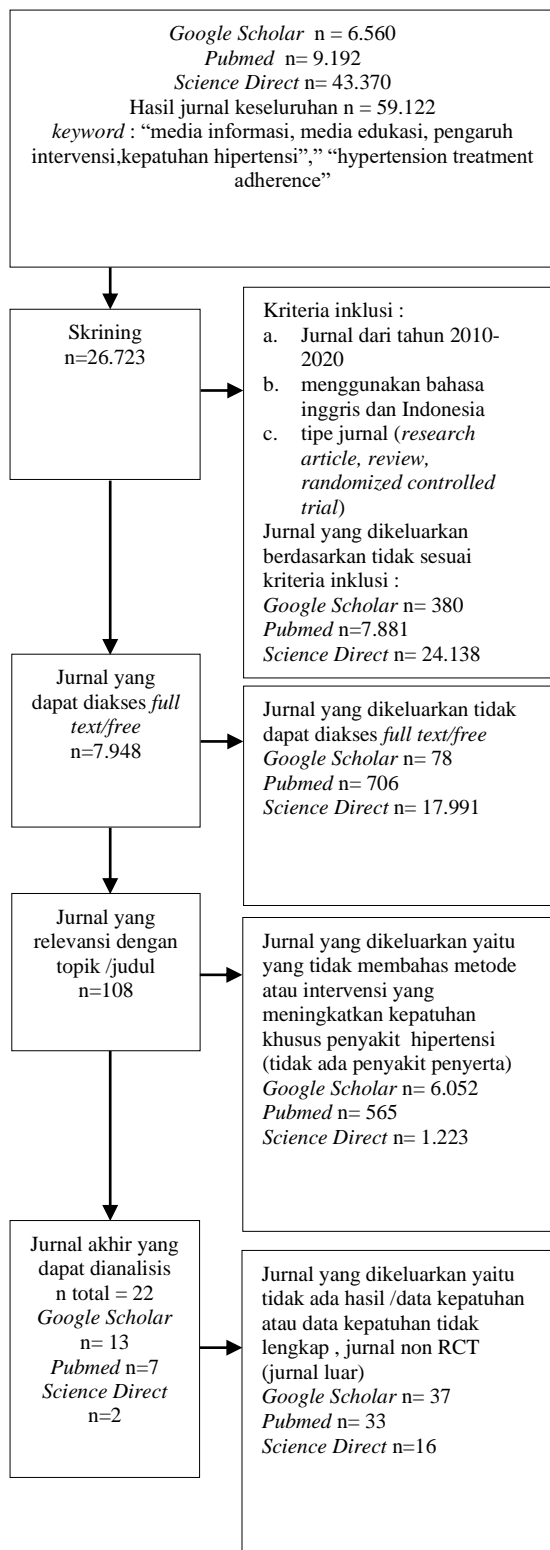 Google Scholar n = 6.560
Pubmed n= 9.192
Science Direct n= 43.370
Hasil jurnal keseluruhan n = 59.122
keyword : “media informasi, media edukasi, pengaruh
intervensi,kepatuhan hipertensi”,” “hypertension treatment
adherence”
Skrining
n=26.723
Kriteria inklusi :
a. Jurnal dari tahun 2010-
2020
b. menggunakan bahasa
inggris dan Indonesia
c. tipe jurnal (research
article, review,
randomized controlled
trial)
Jurnal yang dikeluarkan
berdasarkan tidak sesuai
kriteria inklusi :
Google Scholar n= 380
Pubmed n=7.881
Science Direct n= 24.138
Jurnal yang
dapat diakses full
text/free
n=7.948
Jurnal yang dikeluarkan tidak
dapat diakses full text/free
Google Scholar n= 78
Pubmed n= 706
Science Direct n= 17.991
Jurnal yang
relevansi dengan
topik /judul
n=108
Jurnal yang dikeluarkan yaitu
yang tidak membahas metode
atau intervensi yang
meningkatkan kepatuhan
khusus penyakit hipertensi
(tidak ada penyakit penyerta)
Google Scholar n= 6.052
Pubmed n= 565
Science Direct n= 1.223
Jurnal akhir yang
dapat dianalisis
n total = 22
Google Scholar
n= 13
Pubmed n=7
Science Direct
n=2
Jurnal yang dikeluarkan yaitu
tidak ada hasil /data kepatuhan
atau data kepatuhan tidak
lengkap , jurnal non RCT
(jurnal luar)
Google Scholar n= 37
Pubmed n= 33
Science Direct n=16